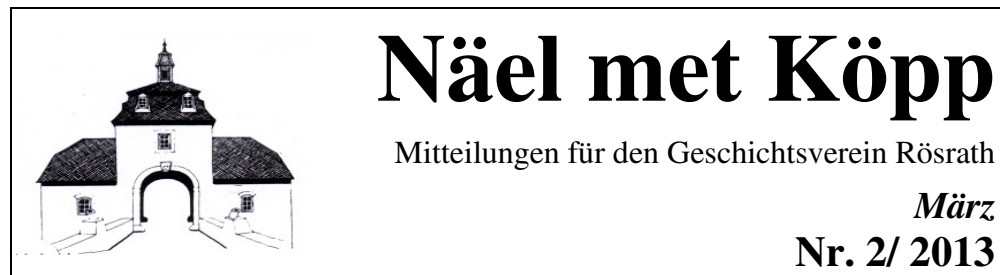 Näel met Köpp
Mitteilungen für den Geschichtsverein Rösrath
März
Nr. 2/ 2013